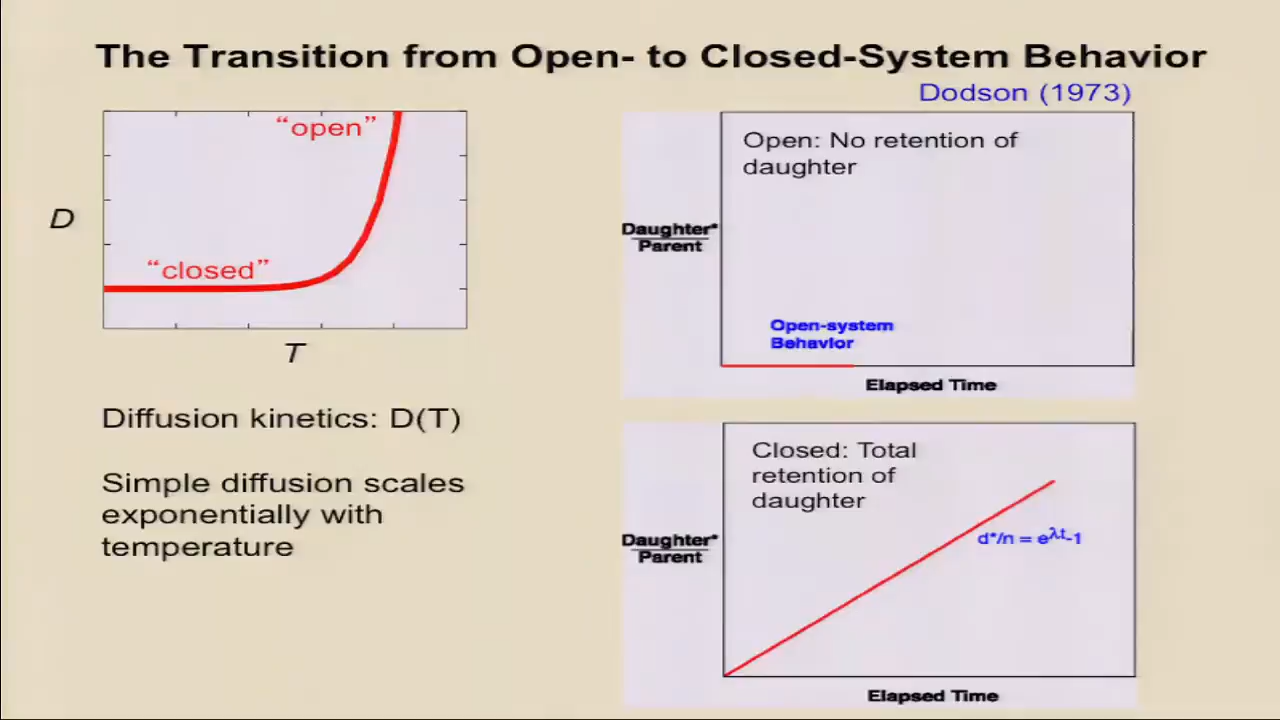 The Transition from Open- to Closed-System Behavior
Dodson (1973)
“open”
D
“closed”
T
Diffusion kinetics: D(T)
Simple diffusion scales
exponentially with
temperature
Open: No retention of
daughter
Daughter*
Parent
Open-system
Behavior
Elapsed Time
Closed: Total
retention of
daughter
Daughter*
Parent
d*/n = e^λt-1
Elapsed Time